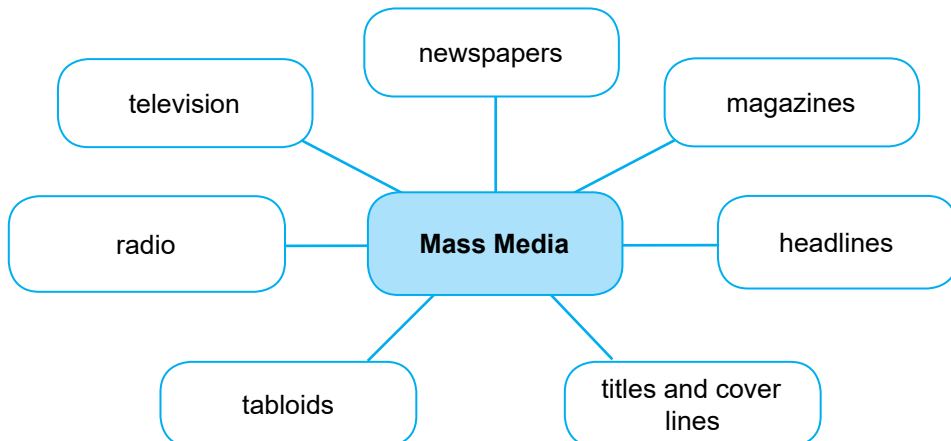 newspapers
television
magazines
Mass Media
radio
headlines
tabloids
titles and cover
lines